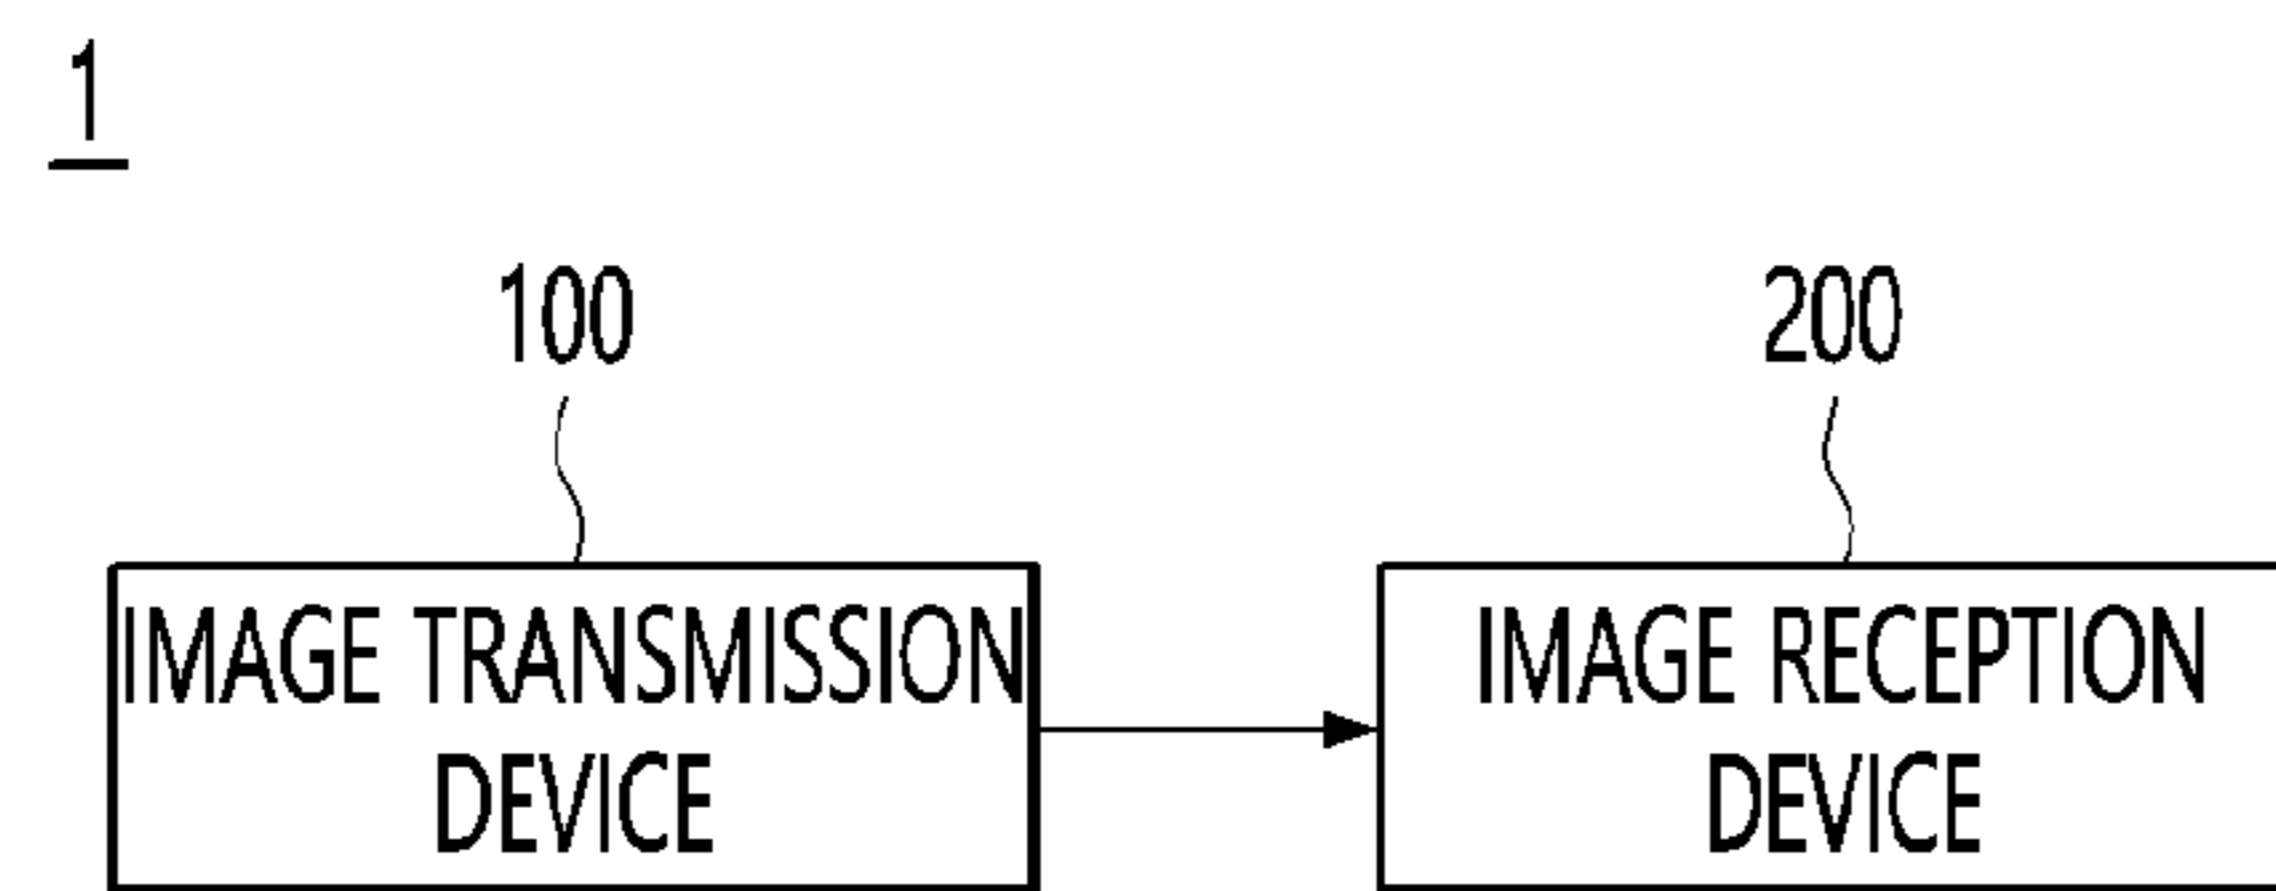 1
100
200
IMAGE TRANSMISSION
DEVICE
IMAGE RECEPTION
DEVICE